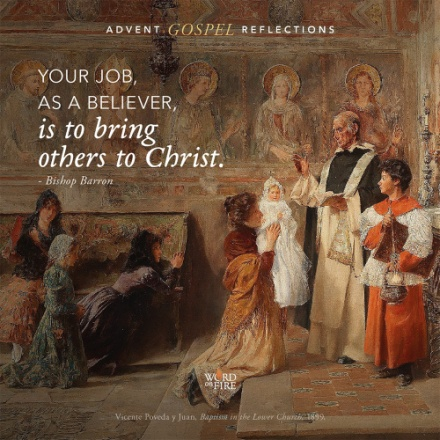 ADVENT GOSPEL REFLECTIONS
YOUR JOB,
AS A BELIEVER,
is to bring
others to Christ.
- Bishop Barron
WORD
ON FIRE
Vicente Poveda y Juan, Baptism in the Lower Church, 1899.